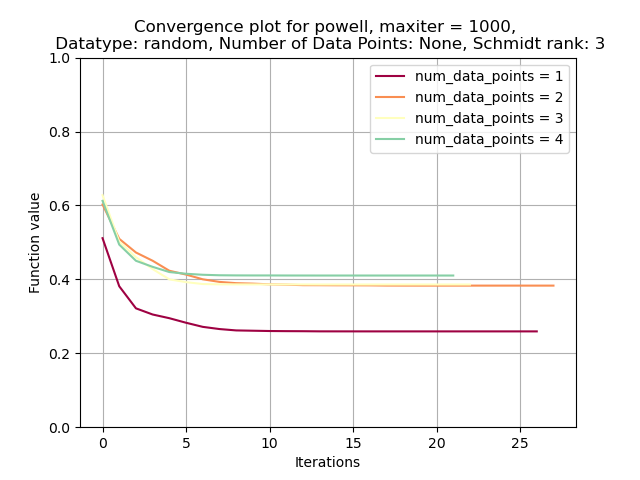 Convergence plot for powell, maxiter = 1000,
Datatype: random, Number of Data Points: None, Schmidt rank: 3
1.0
0.8
0.6
0.4
0.2
0.0
Function value
num_data_points = 1
num_data_points = 2
num_data_points = 3
num_data_points = 4
0 5 10 15 20 25
Iterations